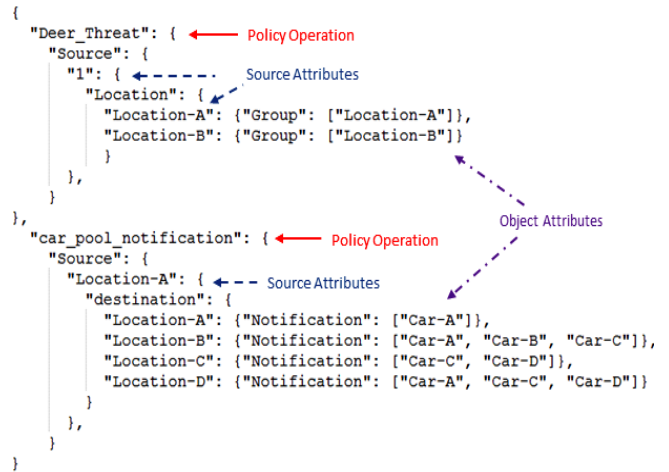 {
"Deer_Threat": { Policy Operation
"Source": {
"1": { Source Attributes
"Location": {
"Location-A": {"Group": ["Location-A"]},
"Location-B": {"Group": ["Location-B"]}
}
},
}
}, Object Attributes
"car_pool_notification": { Policy Operation
"Source": {
"Location-A": { Source Attributes
"destination": {
"Location-A": {"Notification": ["Car-A"]},
"Location-B": {"Notification": ["Car-A", "Car-B", "Car-C"]},
"Location-C": {"Notification": ["Car-C", "Car-D"]},
"Location-D": {"Notification": ["Car-A", "Car-C", "Car-D"]}
}
},
}
}